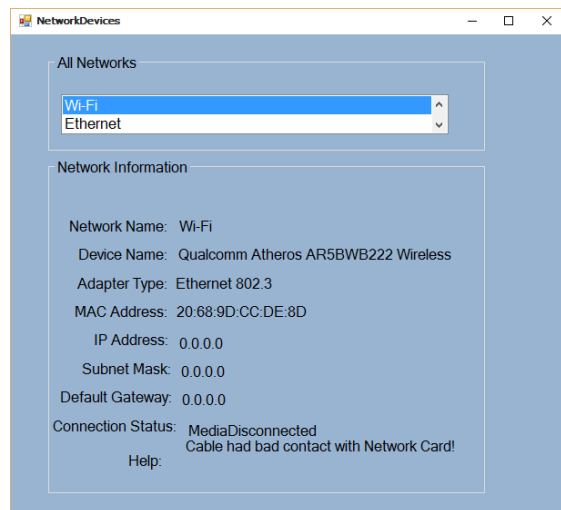 NetworkDevices
All Networks
Wi-Fi
Ethernet
Network Information
Network Name: Wi-Fi
Device Name: Qualcomm Atheros AR5BWB222 Wireless
Adapter Type: Ethernet 802.3
MAC Address: 20:68:9D:CC:DE:8D
IP Address: 0.0.0.0
Subnet Mask: 0.0.0.0
Default Gateway: 0.0.0.0
Connection Status: MediaDisconnected
Cable had bad contact with Network Card!
Help: